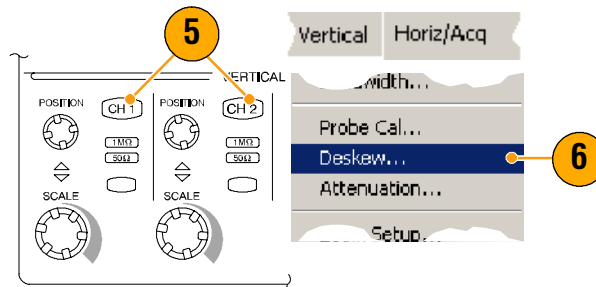 5
VERTICAL
POSITION CH 1 POSITION CH 2
1MΩ 1MΩ
50Ω 50Ω
SCALE SCALE
Vertical Horiz/Acq
Probe Cal...
Deskew...
6
Attenuation...
Setup...